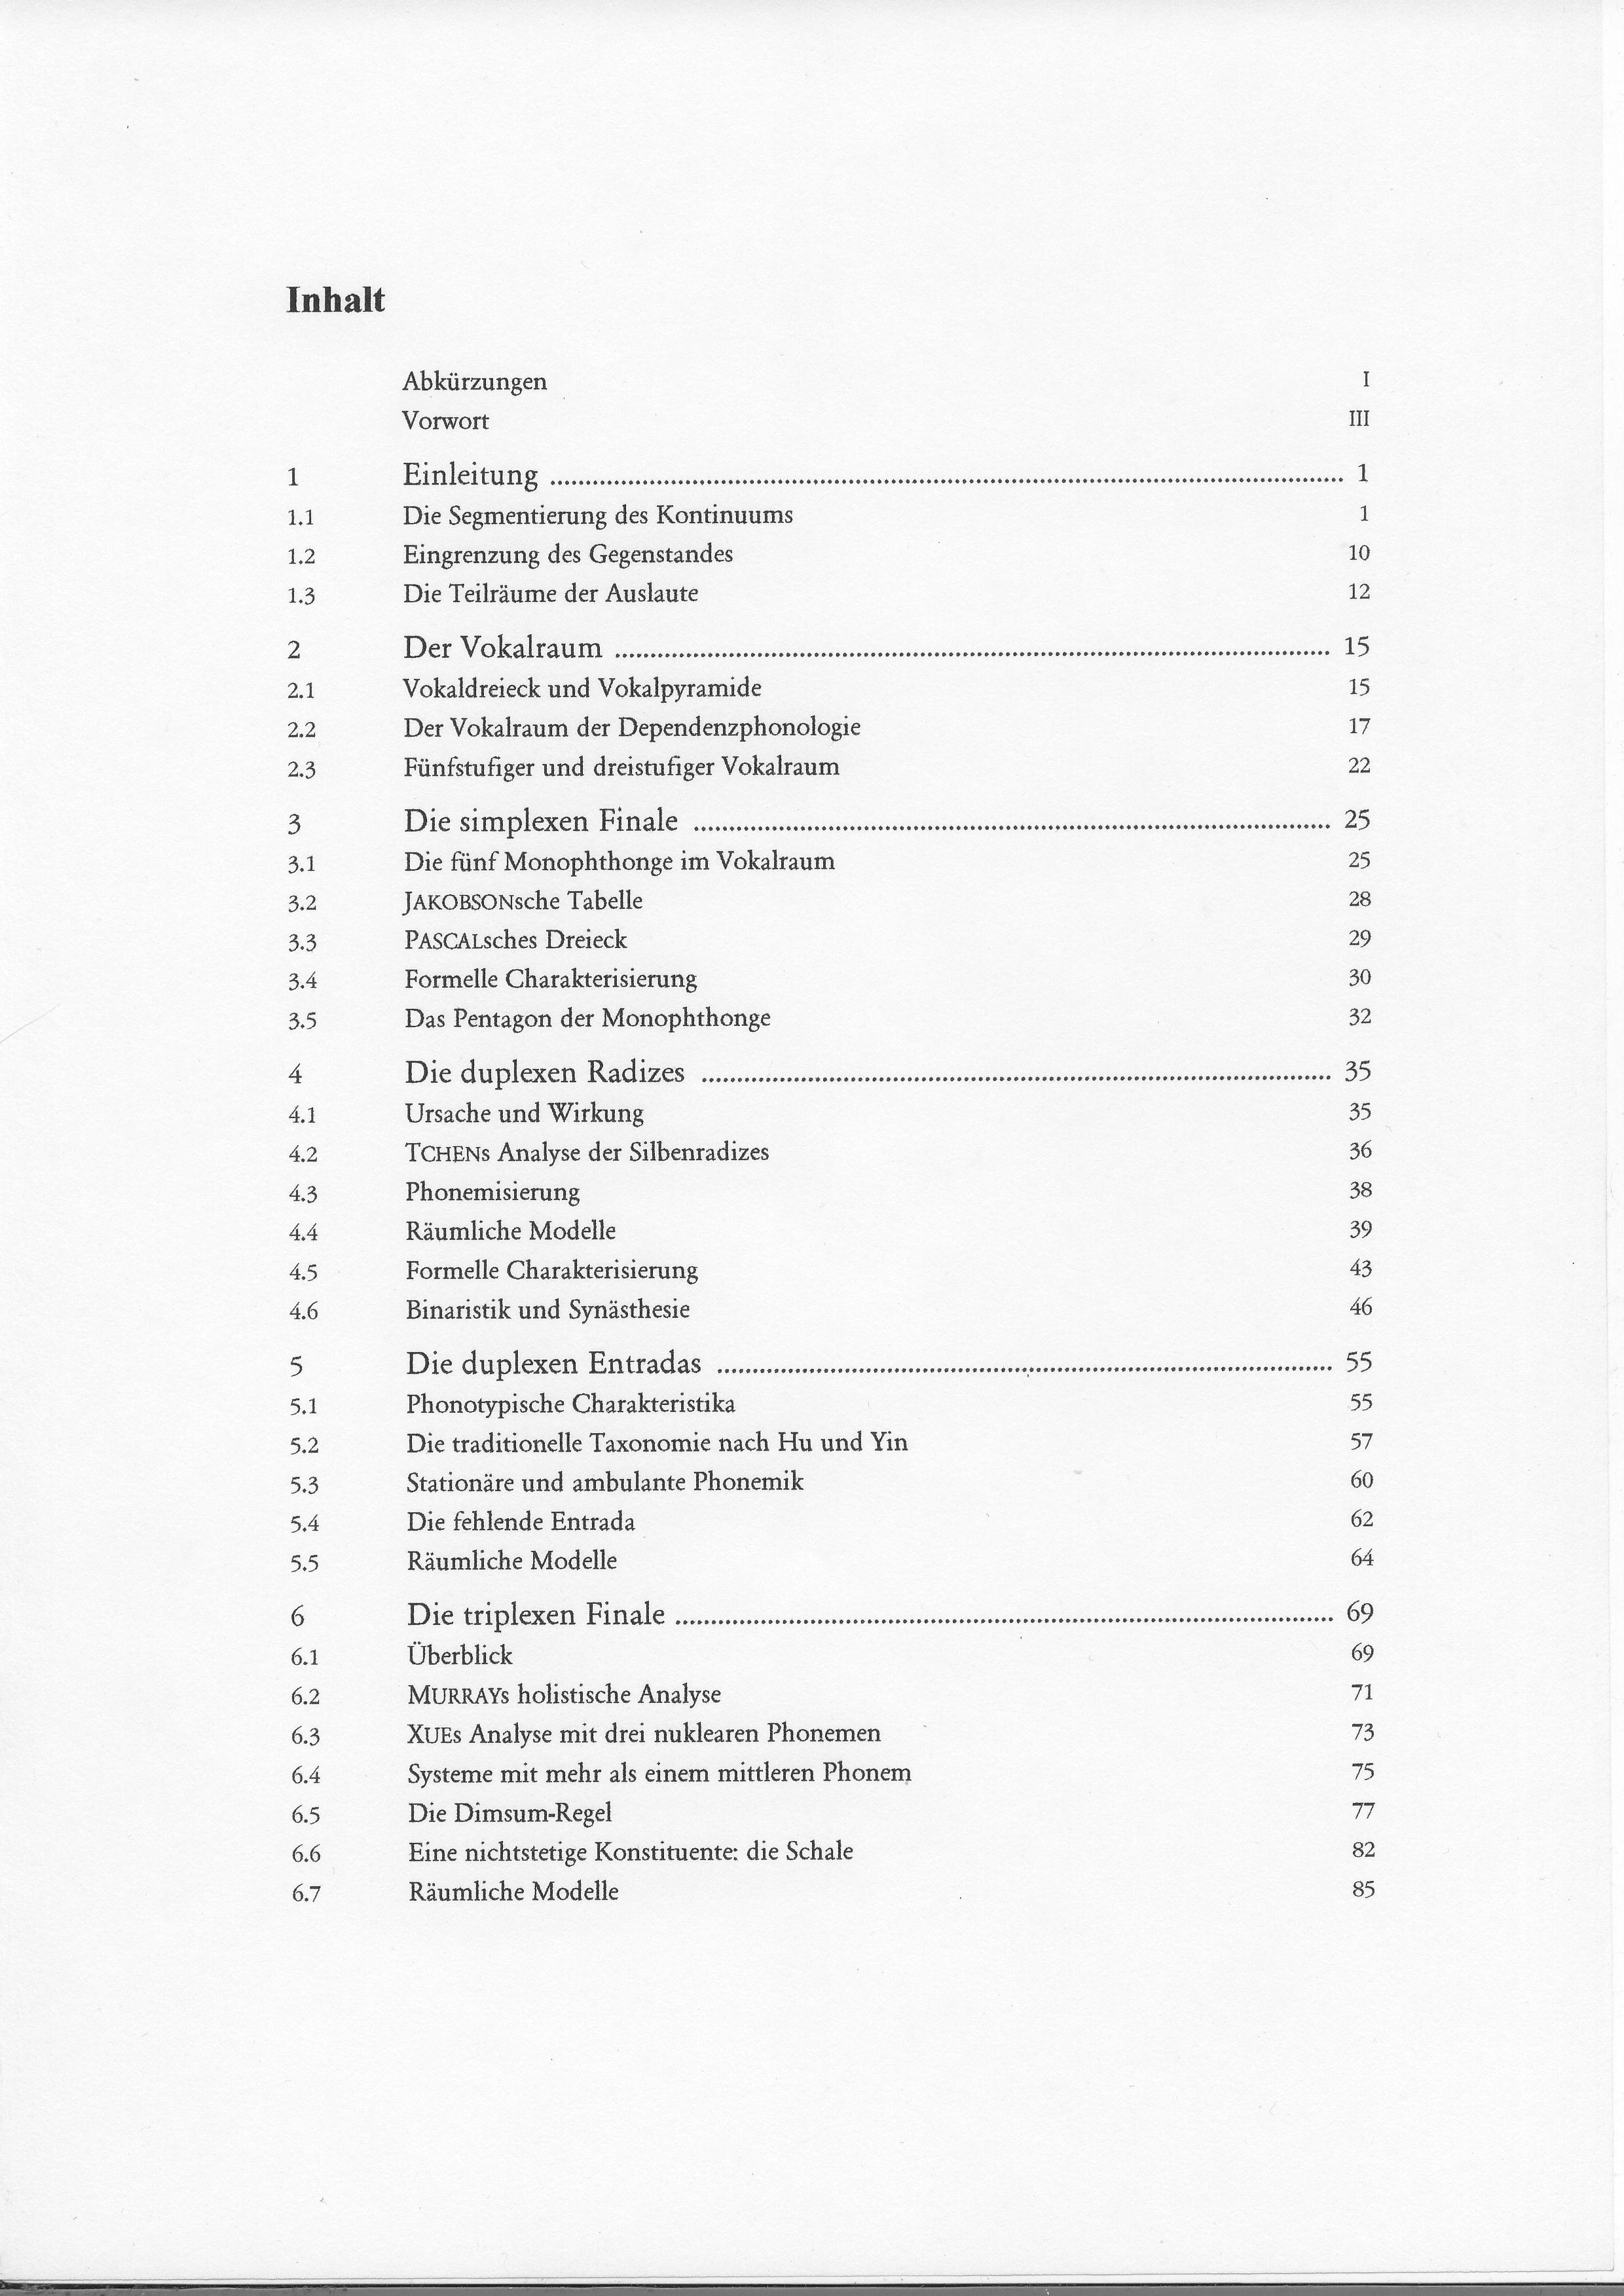 Inhalt
Abkürzungen I
Vorwort III
1 Einleitung ........ 1
1.1 Die Segmentierung des Kontinuums 1
1.2 Eingrenzung des Gegenstandes 10
1.3 Die Teilräume der Auslaute 12
2 Der Vokalraum ........ 15
2.1 Vokaldreieck und Vokalpyramide 15
2.2 Der Vokalraum der Dependenzphonologie 17
2.3 Fünfstufiger und dreistufiger Vokalraum 22
3 Die simplexen Finale ........ 25
3.1 Die fünf Monophthonge im Vokalraum 25
3.2 JAKOBSONsche Tabelle 28
3.3 PASCALsches Dreieck 29
3.4 Formelle Charakterisierung 30
3.5 Das Pentagon der Monophthonge 32
4 Die duplexen Radizes ........ 35
4.1 Ursache und Wirkung 35
4.2 TCHENs Analyse der Silbenradizes 36
4.3 Phonemisierung 38
4.4 Räumliche Modelle 39
4.5 Formelle Charakterisierung 43
4.6 Binaristik und Synästhesie 46
5 Die duplexen Entradas ........ 55
5.1 Phonotypische Charakteristika 55
5.2 Die traditionelle Taxonomie nach Hu und Yin 57
5.3 Stationäre und ambulante Phonemik 60
5.4 Die fehlende Entrada 62
5.5 Räumliche Modelle 64
6 Die triplexen Finale ........ 69
6.1 Überblick 69
6.2 MURRAYs holistische Analyse 71
6.3 XUEs Analyse mit drei nuklearen Phonemen 73
6.4 Systeme mit mehr als einem mittleren Phonem 75
6.5 Die Dimsum-Regel 77
6.6 Eine nichtstetige Konstituente: die Schale 82
6.7 Räumliche Modelle 85